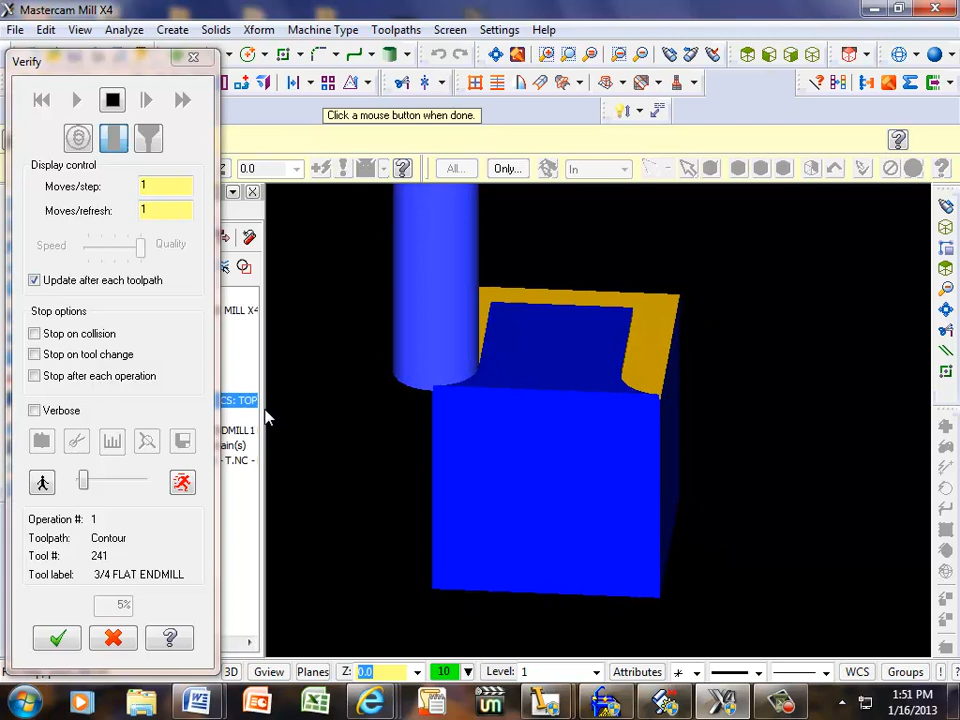 Mastercam Mill X4
File Edit View Analyze Create Solids Xform Machine Type Toolpaths Screen Settings Help
Verify
Click a mouse button when done.
0.0 All... Only... In
Display control
Moves/step: 1
Moves/refresh: 1
Speed Quality
Update after each toolpath
Stop options
MILL X4
Stop on collision
Stop on tool change
Stop after each operation
CS: TOP
Verbose
DMILL1
ain(s)
- T.NC -
Operation #: 1
Toolpath: Contour
Tool #: 241
Tool label: 3/4 FLAT ENDMILL
5%
3D Gview Planes Z: 0.0 10 Level: 1 Attributes WCS Groups ?
1:51 PM
1/16/2013